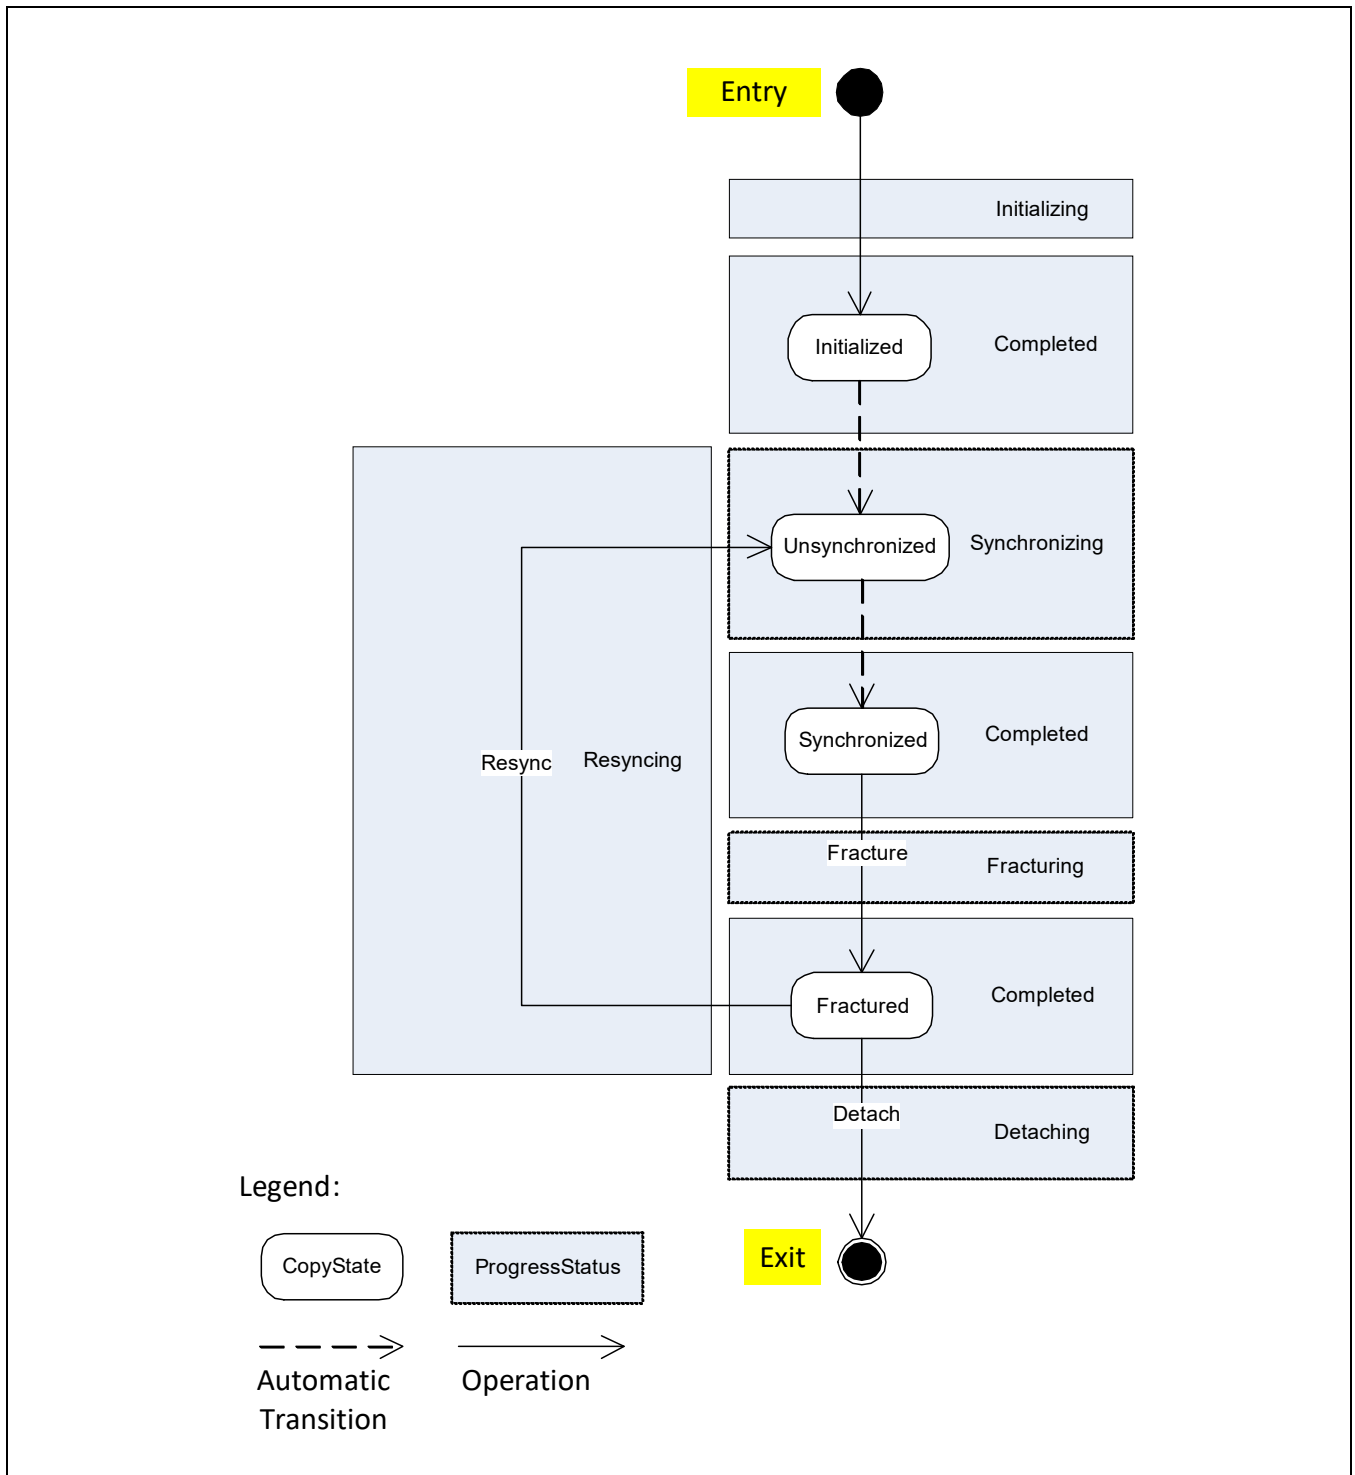 Entry
Initializing
Initialized
Completed
Unsynchronized
Synchronizing
Synchronized
Completed
Resync
Resyncing
Fracture
Fracturing
Fractured
Completed
Detach
Detaching
Legend:
Exit
CopyState
ProgressStatus
Automatic
Transition
Operation